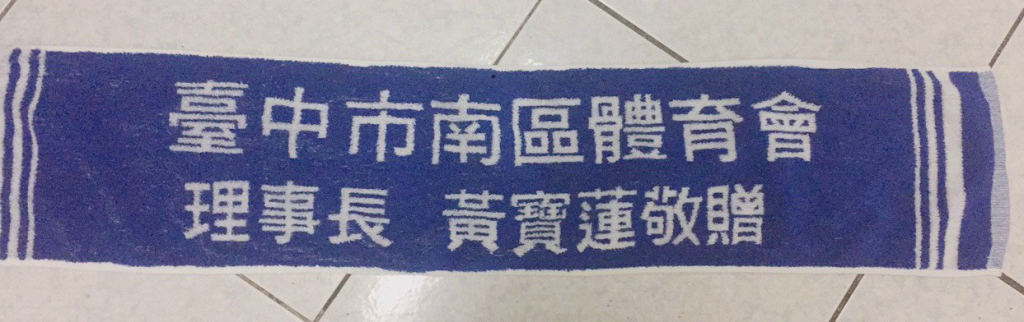 臺中市南區體育會
理事長 黃寶蓮敬贈